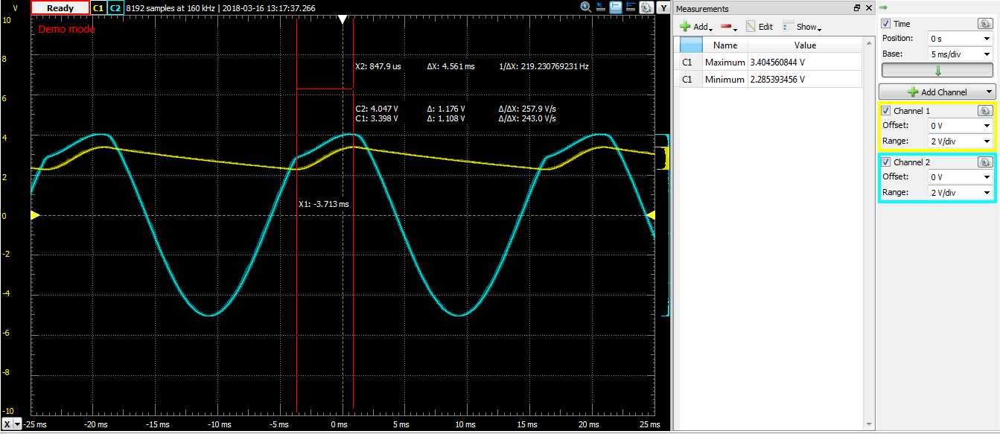 V Ready C1 C2 8192 samples at 160 kHz | 2018-03-16 13:17:37.266 Y
Demo mode
10
8
6
4
2
0
-2
-4
-6
-8
-10
X2: 847.9 us ΔX: 4.561 ms 1/ΔX: 219.230769231 Hz
C2: 4.047 V Δ: 1.176 V Δ/ΔX: 257.9 V/s
C1: 3.398 V Δ: 1.108 V Δ/ΔX: 243.0 V/s
X1: -3.713 ms
X -25 ms -20 ms -15 ms -10 ms -5 ms 0 ms 5 ms 10 ms 15 ms 20 ms 25 ms
Measurements
Add Edit Show
Name Value
C1 Maximum 3.404560844 V
C1 Minimum 2.285393456 V
Time
Position: 0 s
Base: 5 ms/div
Add Channel
Channel 1
Offset: 0 V
Range: 2 V/div
Channel 2
Offset: 0 V
Range: 2 V/div